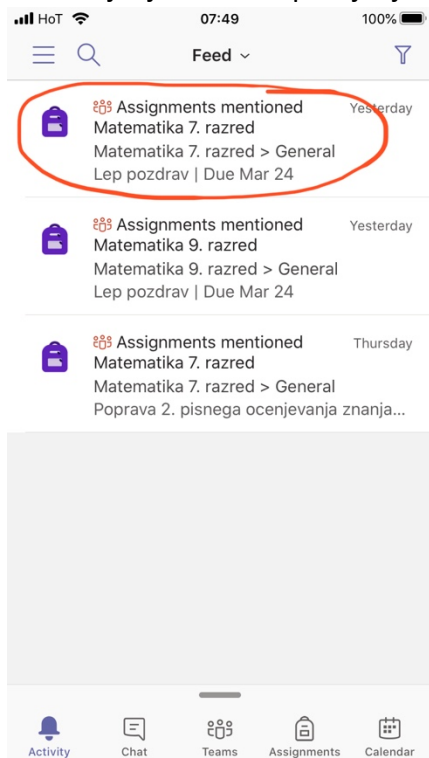 HoT 07:49 100%
Feed
Assignments mentioned Yesterday
Matematika 7. razred
Matematika 7. razred > General
Lep pozdrav | Due Mar 24
Assignments mentioned Yesterday
Matematika 9. razred
Matematika 9. razred > General
Lep pozdrav | Due Mar 24
Assignments mentioned Thursday
Matematika 7. razred
Matematika 7. razred > General
Poprava 2. pisnega ocenjevanja znanja...
Activity Chat Teams Assignments Calendar